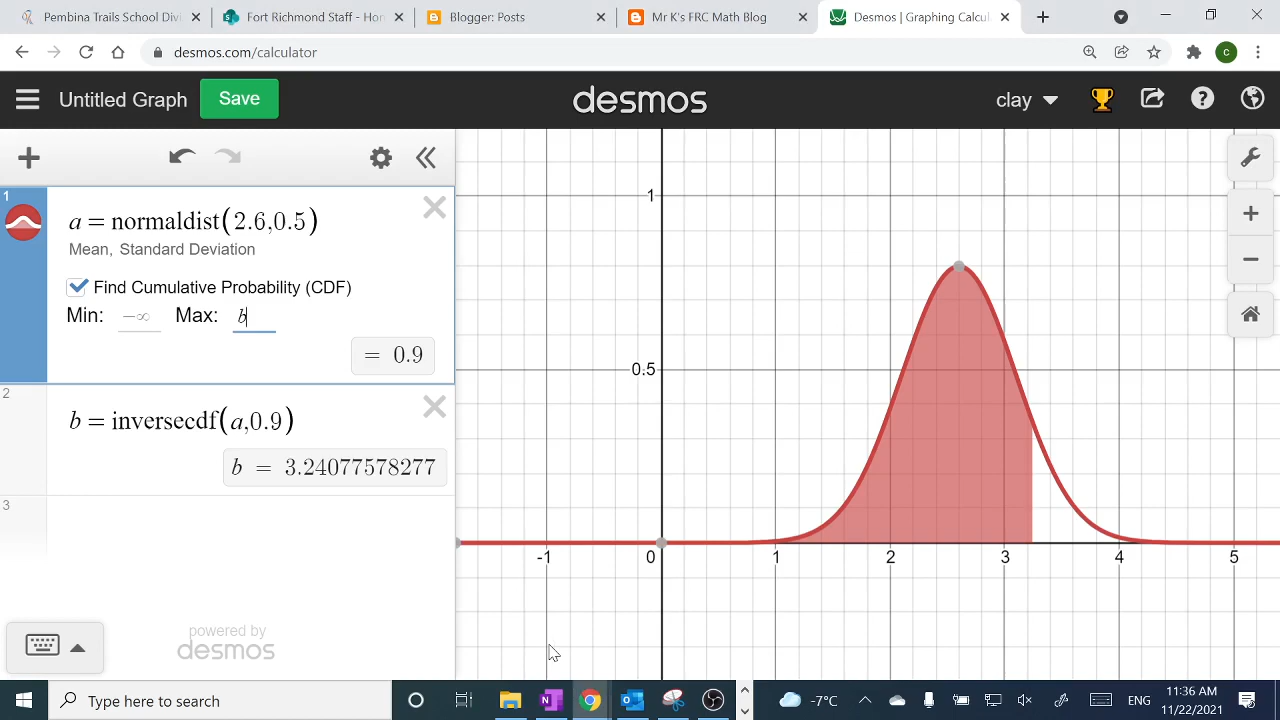 Pembina Trails School Divi
Fort Richmond Staff - Hom
Blogger: Posts
Mr K's FRC Math Blog
Desmos | Graphing Calcul
desmos.com/calculator
c
Untitled Graph
Save
desmos
clay
1
a = normaldist(2.6,0.5)
Mean, Standard Deviation
Find Cumulative Probability (CDF)
Min: −∞ Max: b
= 0.9
2
b = inversecdf(a,0.9)
b = 3.24077578277
3
powered by
desmos
1
0.5
-1 0 1 2 3 4 5
Type here to search
-7°C
ENG
11:36 AM
11/22/2021